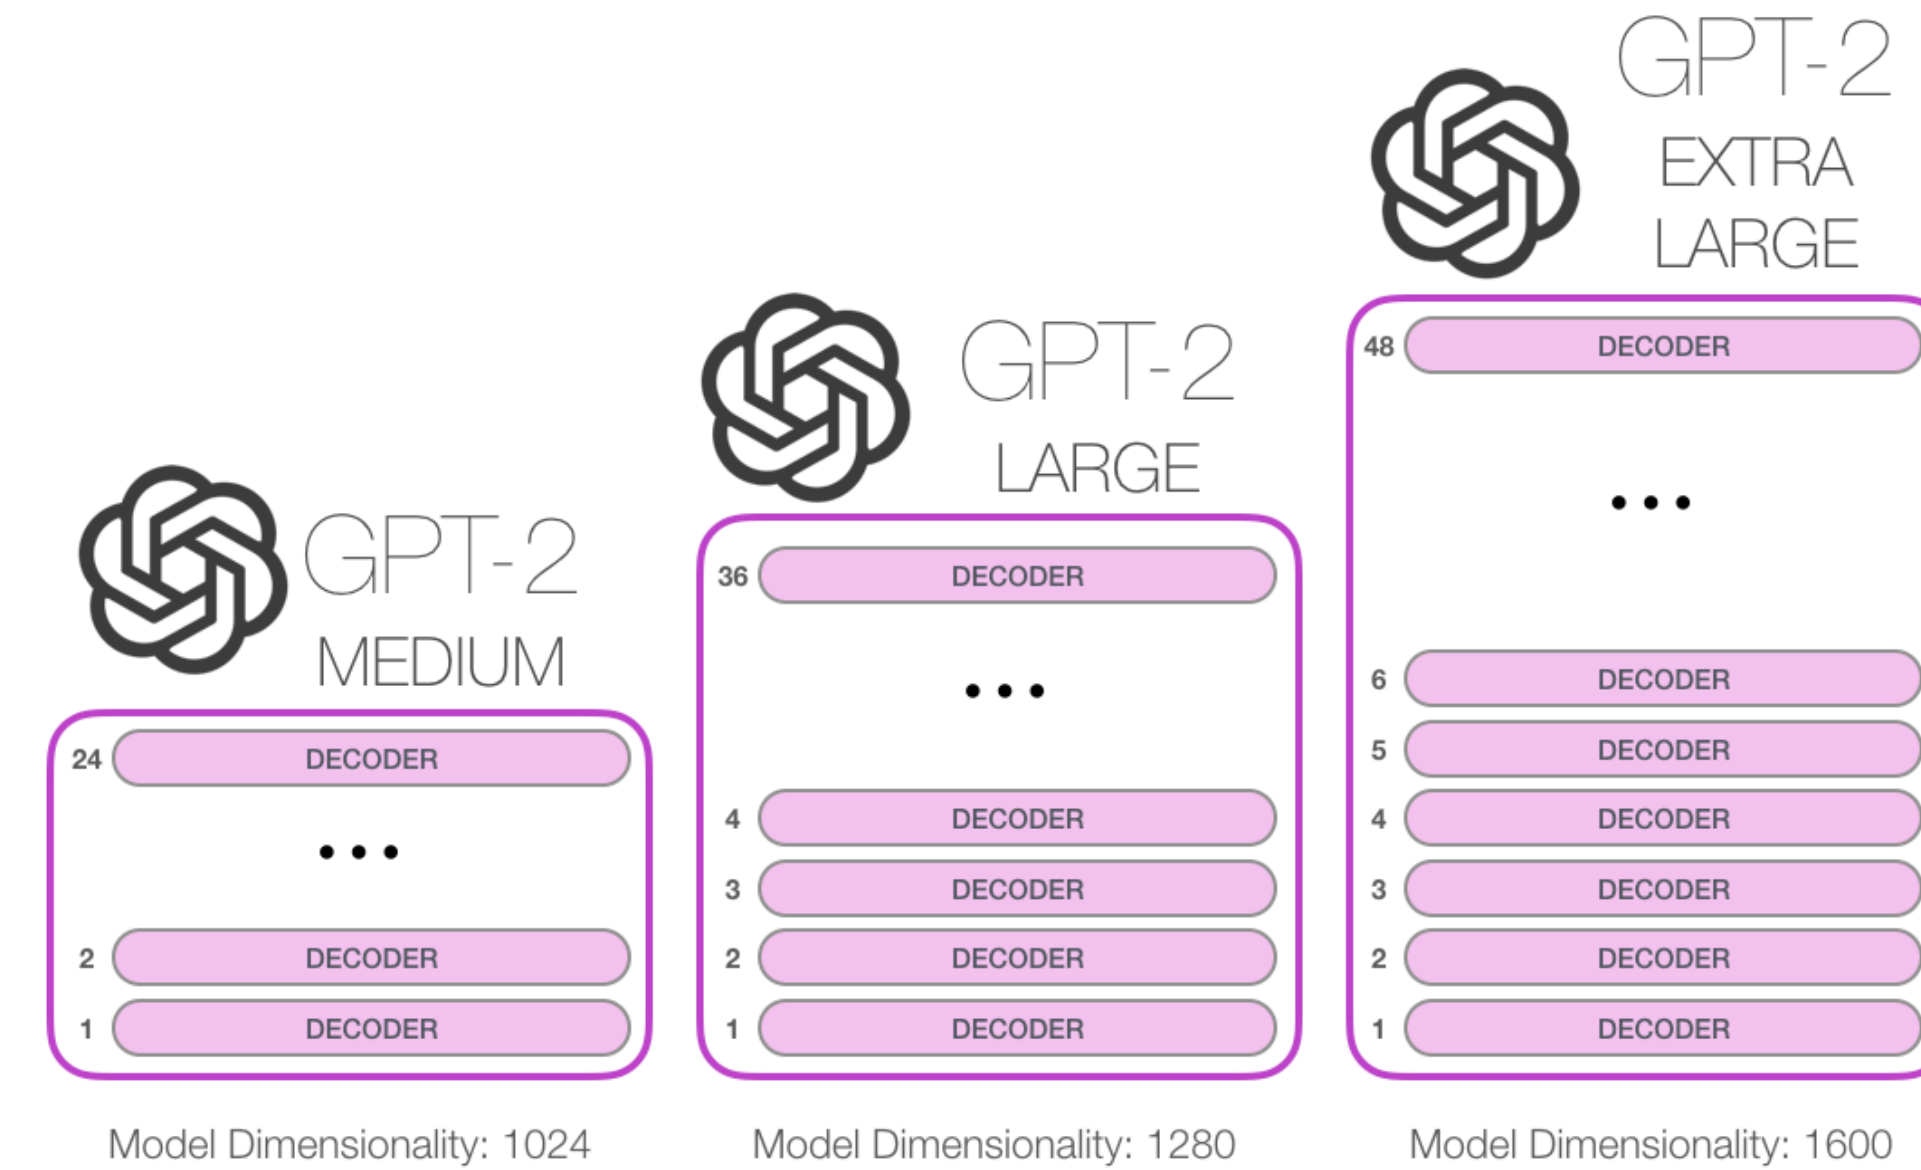 GPT-2
MEDIUM
24 DECODER
...
2 DECODER
1 DECODER
Model Dimensionality: 1024
GPT-2
LARGE
36 DECODER
...
4 DECODER
3 DECODER
2 DECODER
1 DECODER
Model Dimensionality: 1280
GPT-2
EXTRA
LARGE
48 DECODER
...
6 DECODER
5 DECODER
4 DECODER
3 DECODER
2 DECODER
1 DECODER
Model Dimensionality: 1600